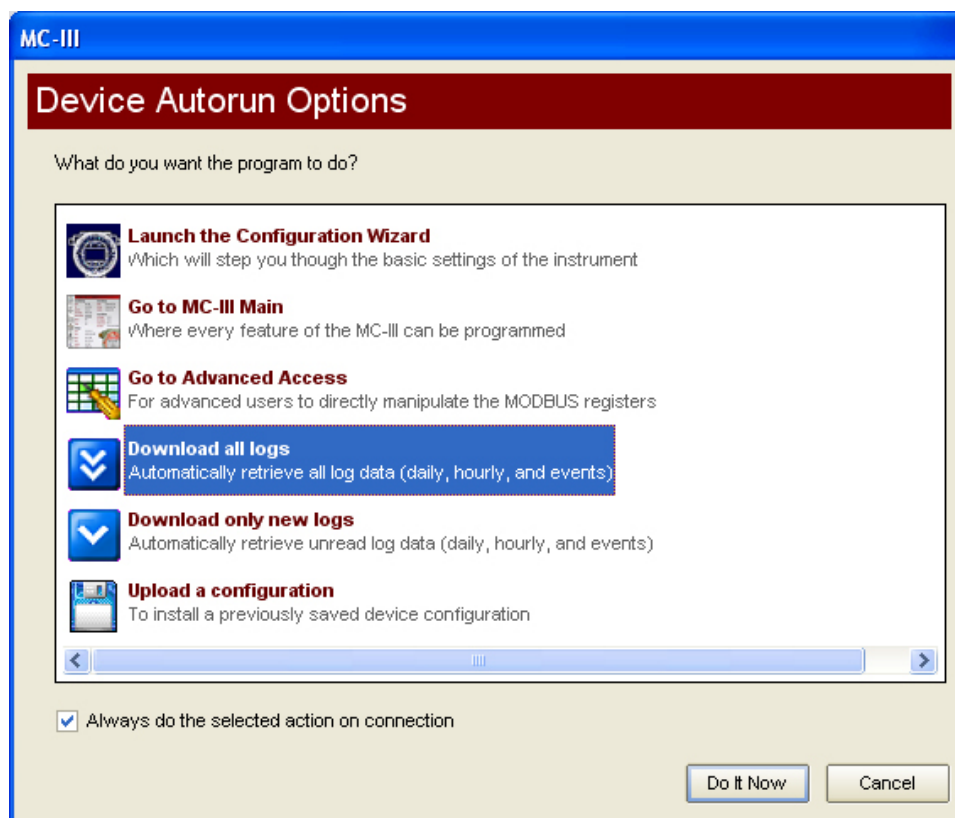 MC-III
Device Autorun Options
What do you want the program to do?
Launch the Configuration Wizard
Which will step you though the basic settings of the instrument
Go to MC-III Main
Where every feature of the MC-III can be programmed
Go to Advanced Access
For advanced users to directly manipulate the MODBUS registers
Download all logs
Automatically retrieve all log data (daily, hourly, and events)
Download only new logs
Automatically retrieve unread log data (daily, hourly, and events)
Upload a configuration
To install a previously saved device configuration
Always do the selected action on connection
Do It Now
Cancel